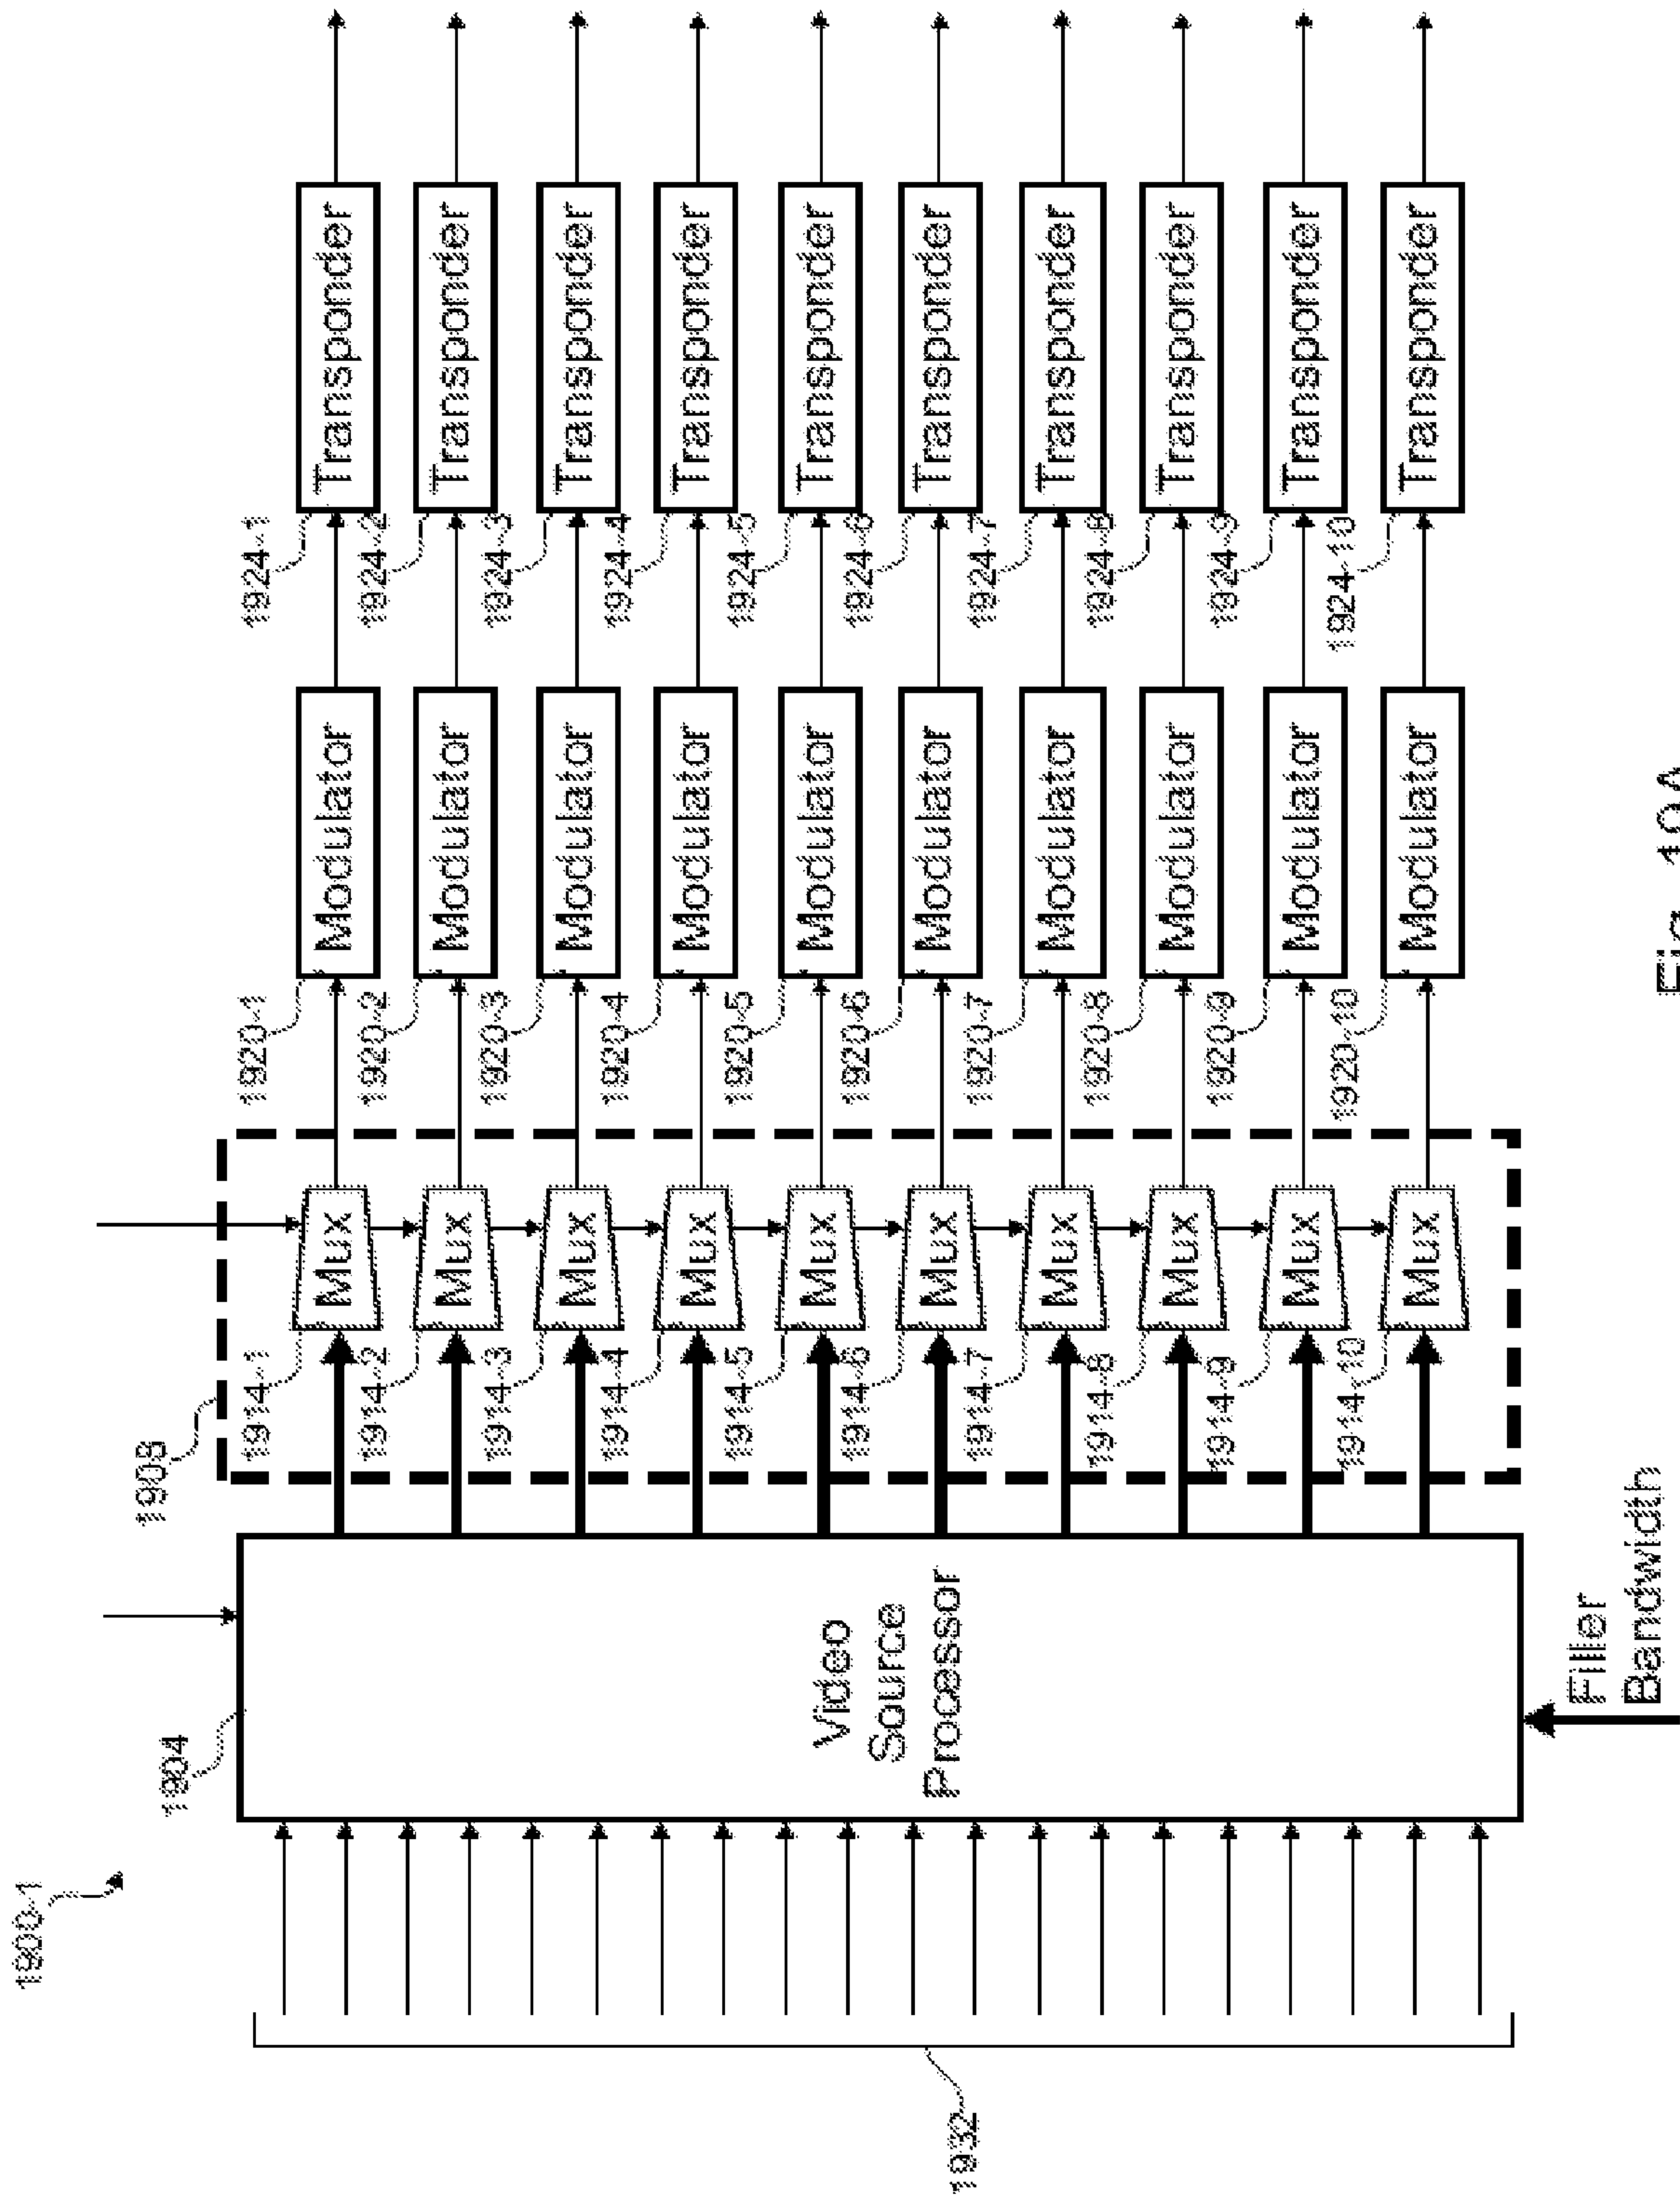 1900-1
1904
1908
1932
Video
Source
Processor
Filler
Bandwidth
1914-1
Mux
1920-1
Modulator
1924-1
Transponder
1914-2
Mux
1920-2
Modulator
1924-2
Transponder
1914-3
Mux
1920-3
Modulator
1924-3
Transponder
1914-4
Mux
1920-4
Modulator
1924-4
Transponder
1914-5
Mux
1920-5
Modulator
1924-5
Transponder
1914-6
Mux
1920-6
Modulator
1924-6
Transponder
1914-7
Mux
1920-7
Modulator
1924-7
Transponder
1914-8
Mux
1920-8
Modulator
1924-8
Transponder
1914-9
Mux
1920-9
Modulator
1924-9
Transponder
1914-10
Mux
1920-10
Modulator
1924-10
Transponder
Fig. 19A